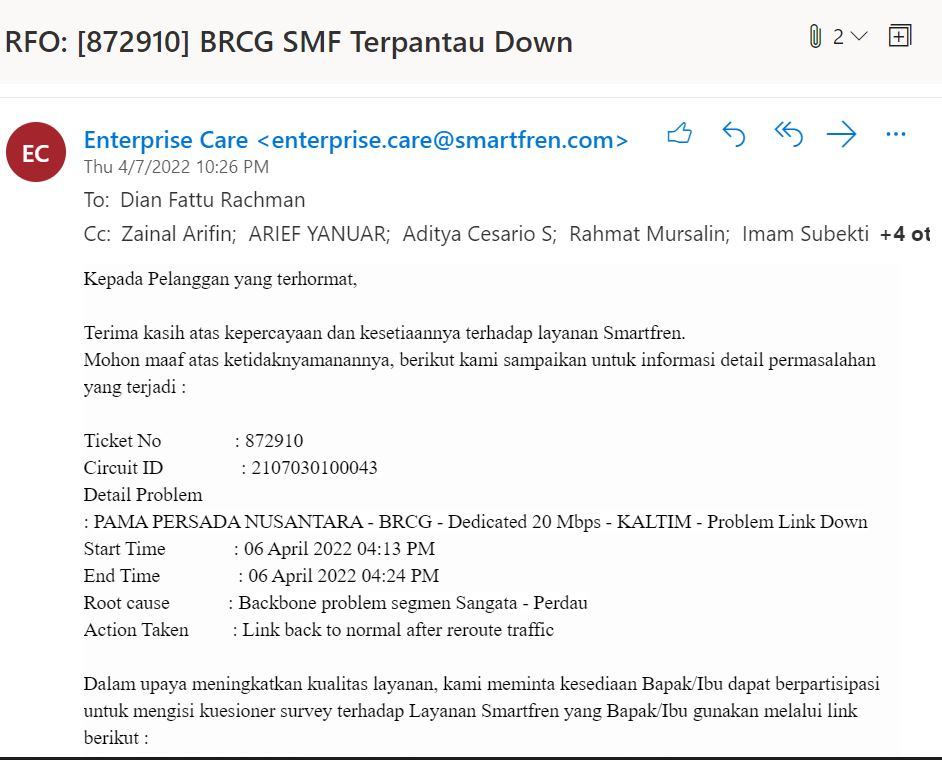 RFO: [872910] BRCG SMF Terpantau Down
2
EC
Enterprise Care <enterprise.care@smartfren.com>
Thu 4/7/2022 10:26 PM
To: Dian Fattu Rachman
Cc: Zainal Arifin; ARIEF YANUAR; Aditya Cesario S; Rahmat Mursalin; Imam Subekti +4 ot
Kepada Pelanggan yang terhormat,
Terima kasih atas kepercayaan dan kesetiaannya terhadap layanan Smartfren.
Mohon maaf atas ketidaknyamanannya, berikut kami sampaikan untuk informasi detail permasalahan
yang terjadi :
Ticket No : 872910
Circuit ID : 2107030100043
Detail Problem
: PAMA PERSADA NUSANTARA - BRCG - Dedicated 20 Mbps - KALTIM - Problem Link Down
Start Time : 06 April 2022 04:13 PM
End Time : 06 April 2022 04:24 PM
Root cause : Backbone problem segmen Sangata - Perdau
Action Taken : Link back to normal after reroute traffic
Dalam upaya meningkatkan kualitas layanan, kami meminta kesediaan Bapak/Ibu dapat berpartisipasi
untuk mengisi kuesioner survey terhadap Layanan Smartfren yang Bapak/Ibu gunakan melalui link
berikut :